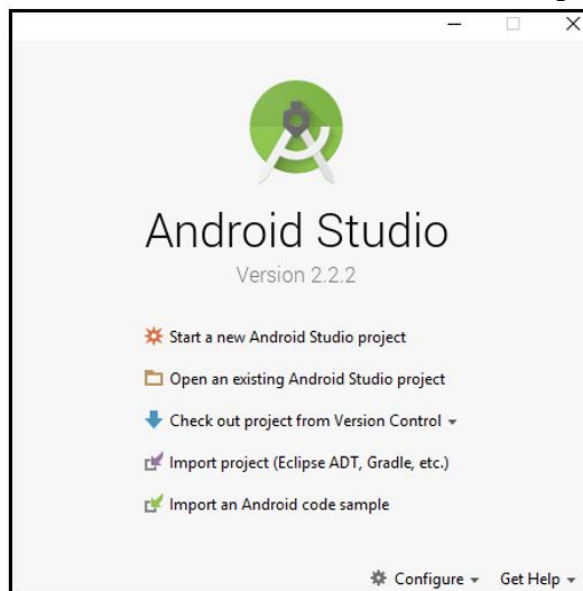 Android Studio
Version 2.2.2
Start a new Android Studio project
Open an existing Android Studio project
Check out project from Version Control
Import project (Eclipse ADT, Gradle, etc.)
Import an Android code sample
Configure Get Help